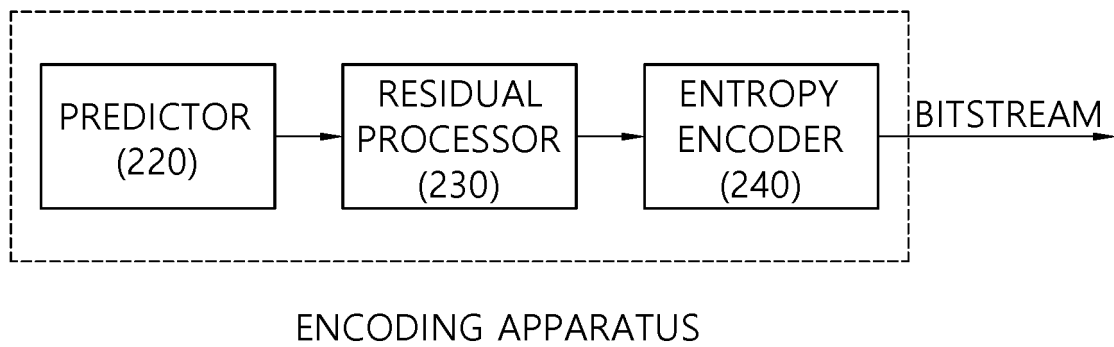 PREDICTOR
(220)
RESIDUAL
PROCESSOR
(230)
ENTROPY
ENCODER
(240)
BITSTREAM
ENCODING APPARATUS